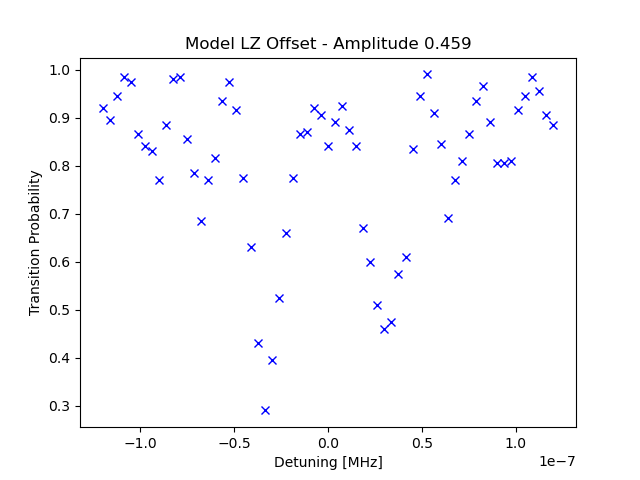 Model LZ Offset - Amplitude 0.459
Transition Probability
1.0
0.9
0.8
0.7
0.6
0.5
0.4
0.3
−1.0 −0.5 0.0 0.5 1.0
1e−7
Detuning [MHz]